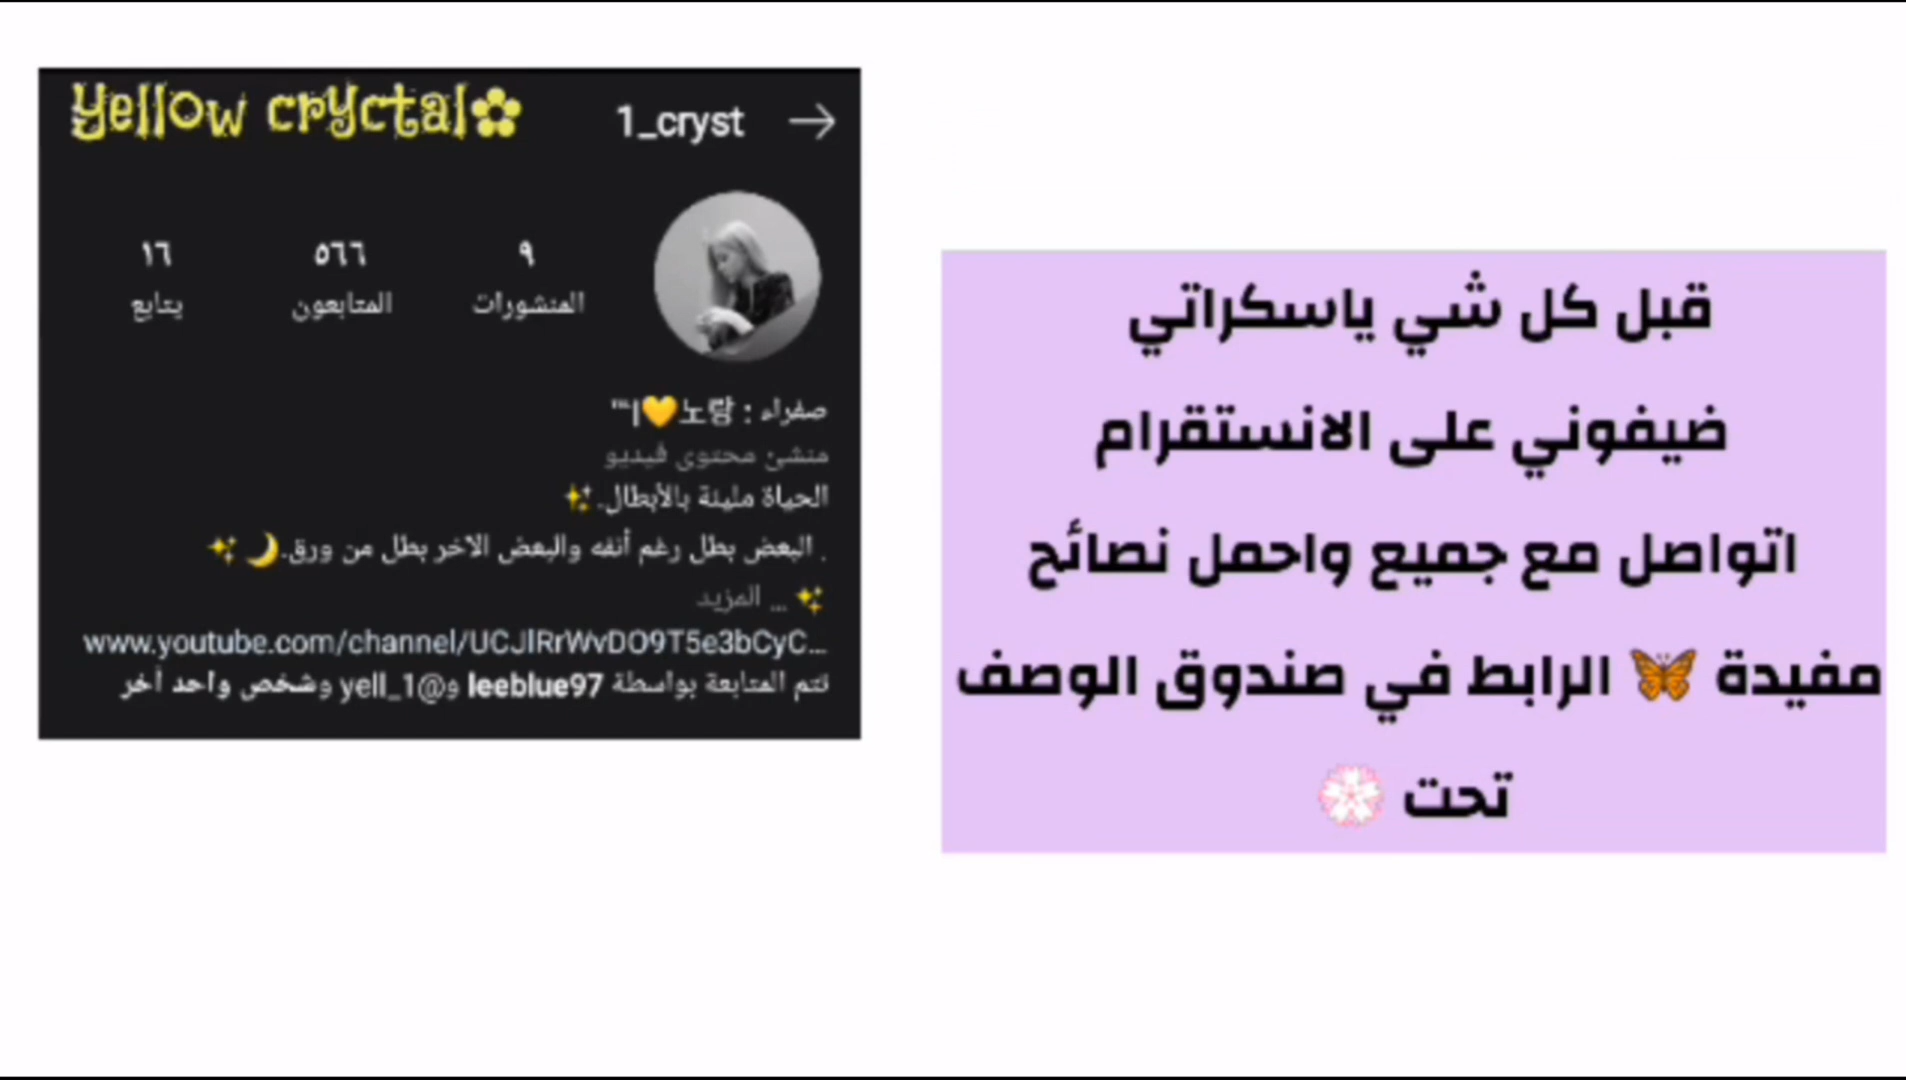 yellow cryctal✿
1_cryst →
٩ ٥٦٦ ١٦
المنشورات المتابعون يتابع
صفراء : 노랑💛|""
منشئ محتوى فيديو
الحياة مليئة بالأبطال.✨
. البعض بطل رغم أنفه والبعض الاخر بطل من ورق.🌙✨
✨ ... المزيد
www.youtube.com/channel/UCJlRrWvDO9T5e3bCyC...
تتم المتابعة بواسطة leeblue97 و@yell_1 وشخص واحد آخر
قبل كل شي ياسكراتي
ضيفوني على الانستقرام
اتواصل مع جميع واحمل نصائح
مفيدة 🦋 الرابط في صندوق الوصف
تحت 💮